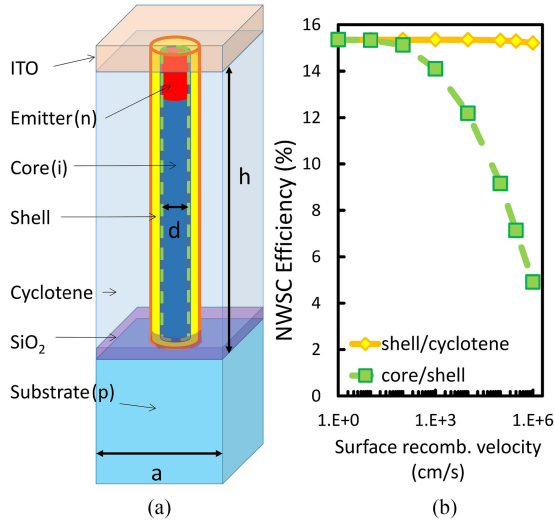 ITO
Emitter(n)
Core(i)
Shell
Cyclotene
SiO₂
Substrate(p)
h
d
a
(a)
NWSC Efficiency (%)
16
14
12
10
8
6
4
2
0
shell/cyclotene
core/shell
1.E+0 1.E+3 1.E+6
Surface recomb. velocity
(cm/s)
(b)